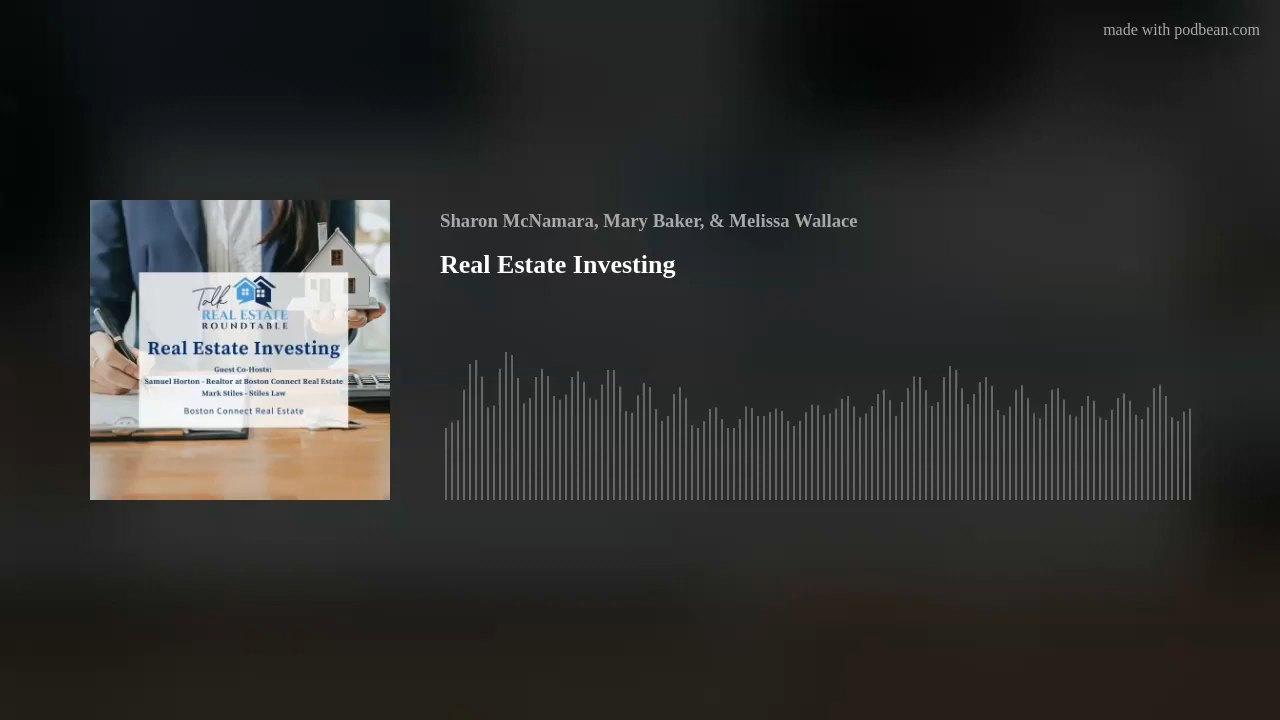 made with podbean.com
Sharon McNamara, Mary Baker, & Melissa Wallace
Real Estate Investing
Talk
REAL ESTATE
ROUNDTABLE
Real Estate Investing
Guest Co-Hosts:
Samuel Horton - Realtor at Boston Connect Real Estate
Mark Stiles - Stiles Law
Boston Connect Real Estate